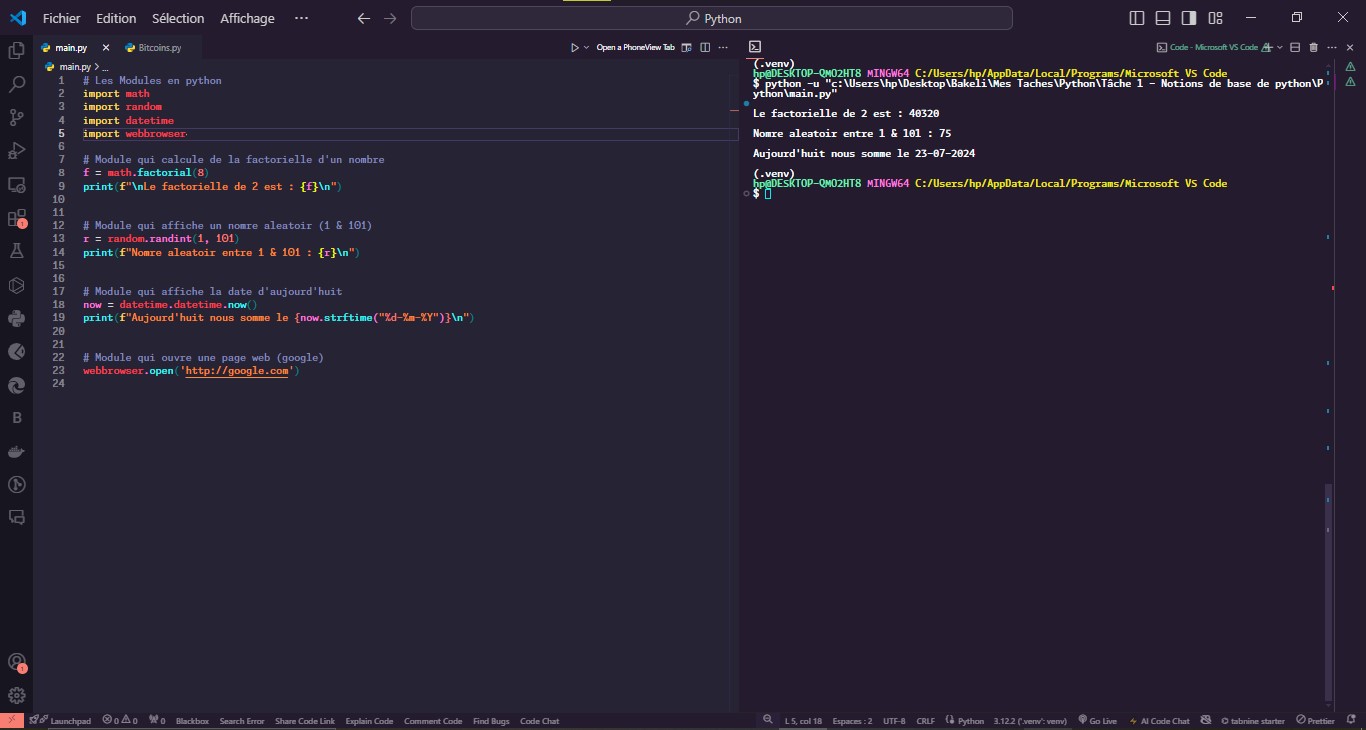 Fichier Edition Sélection Affichage ··· Python
main.py Bitcoins.py Open a PhoneView Tab
main.py > ...
1 # Les Modules en python
2 import math
3 import random
4 import datetime
5 import webbrowser
6
7 # Module qui calcule de la factorielle d'un nombre
8 f = math.factorial(8)
9 print(f"\nLe factorielle de 2 est : {f}\n")
10
11
12 # Module qui affiche un nomre aleatoir (1 & 101)
13 r = random.randint(1, 101)
14 print(f"Nomre aleatoir entre 1 & 101 : {r}\n")
15
16
17 # Module qui affiche la date d'aujourd'huit
18 now = datetime.datetime.now()
19 print(f"Aujourd'huit nous somme le {now.strftime("%d-%m-%Y")}\n")
20
21
22 # Module qui ouvre une page web (google)
23 webbrowser.open('http://google.com')
24
Code - Microsoft VS Code
(.venv)
hp@DESKTOP-QMO2HT8 MINGW64 C:/Users/hp/AppData/Local/Programs/Microsoft VS Code
$ python -u "c:\Users\hp\Desktop\Bakeli\Mes Taches\Python\Tâche 1 - Notions de base de python\P
ython\main.py"
Le factorielle de 2 est : 40320
Nomre aleatoir entre 1 & 101 : 75
Aujourd'huit nous somme le 23-07-2024
(.venv)
hp@DESKTOP-QMO2HT8 MINGW64 C:/Users/hp/AppData/Local/Programs/Microsoft VS Code
$
1
B
1
Launchpad 0 0 0 Blackbox Search Error Share Code Link Explain Code Comment Code Find Bugs Code Chat L 5, col 18 Espaces : 2 UTF-8 CRLF Python 3.12.2 ('.venv': venv) Go Live AI Code Chat tabnine starter Prettier